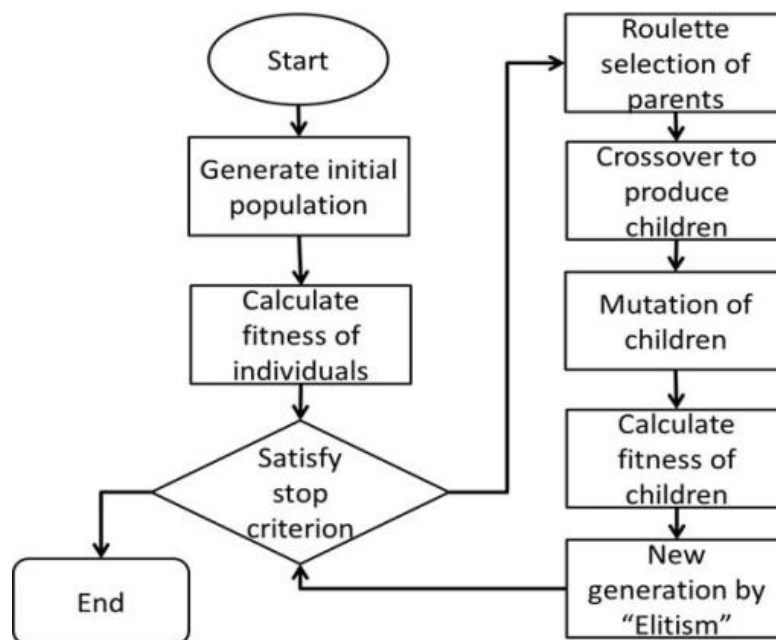 Start
Generate initial
population
Calculate
fitness of
individuals
Satisfy
stop
criterion
End
Roulette
selection of
parents
Crossover to
produce
children
Mutation of
children
Calculate
fitness of
children
New
generation by
“Elitism”